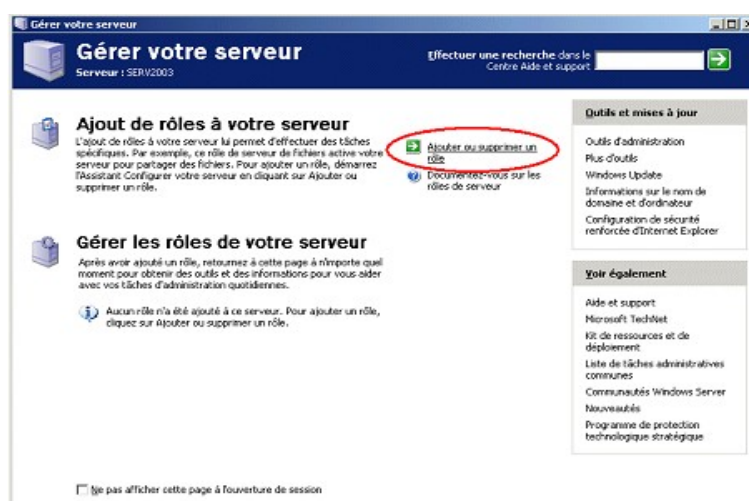 Gérer votre serveur
Gérer votre serveur
Serveur : SERV2003
Effectuer une recherche dans le
Centre Aide et support
Ajout de rôles à votre serveur
L'ajout de rôles à votre serveur lui permet d'effectuer des tâches
spécifiques. Par exemple, ce rôle de serveur de fichiers active votre
serveur pour partager des fichiers. Pour ajouter un rôle, démarrez
l'Assistant Configurer votre serveur en cliquant sur Ajouter ou
supprimer un rôle.
Ajouter ou supprimer un
rôle
Documentez-vous sur les
rôles de serveur
Gérer les rôles de votre serveur
Après avoir ajouté un rôle, retournez à cette page à n'importe quel
moment pour obtenir des outils et des informations pour vous aider
avec vos tâches d'administration quotidiennes.
Aucun rôle n'a été ajouté à ce serveur. Pour ajouter un rôle,
cliquez sur Ajouter ou supprimer un rôle.
Outils et mises à jour
Outils d'administration
Plus d'outils
Windows Update
Informations sur le nom de
domaine et d'ordinateur
Configuration de sécurité
renforcée d'Internet Explorer
Voir également
Aide et support
Microsoft TechNet
Kit de ressources et de
déploiement
Liste de tâches administratives
communes
Communautés Windows Server
Nouveautés
Programme de protection
technologique stratégique
Ne pas afficher cette page à l'ouverture de session